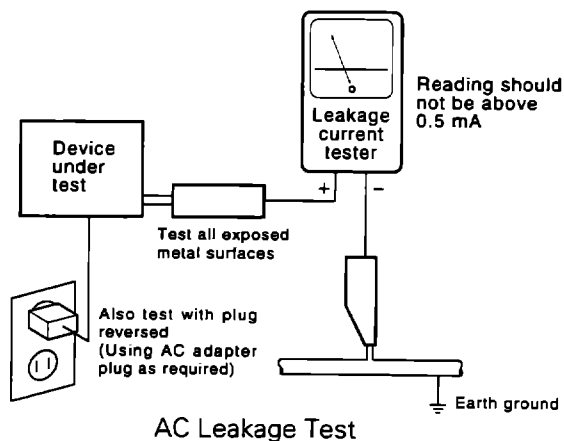 Leakage
current
tester
+ −
Reading should
not be above
0.5 mA
Device
under
test
Test all exposed
metal surfaces
Also test with plug
reversed
(Using AC adapter
plug as required)
Earth ground
AC Leakage Test